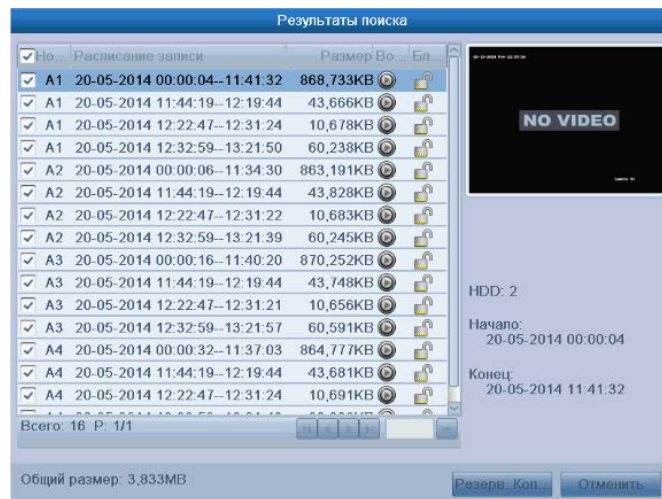 Результаты поиска
Но... Расписание записи Размер Во... Бл...
A1 20-05-2014 00:00:04--11:41:32 868,733KB
A1 20-05-2014 11:44:19--12:19:44 43,666KB
A1 20-05-2014 12:22:47--12:31:24 10,678KB
A1 20-05-2014 12:32:59--13:21:50 60,238KB
A2 20-05-2014 00:00:06--11:34:30 863,191KB
A2 20-05-2014 11:44:19--12:19:44 43,828KB
A2 20-05-2014 12:22:47--12:31:22 10,683KB
A2 20-05-2014 12:32:59--13:21:39 60,245KB
A3 20-05-2014 00:00:16--11:40:20 870,252KB
A3 20-05-2014 11:44:19--12:19:44 43,748KB
A3 20-05-2014 12:22:47--12:31:21 10,656KB
A3 20-05-2014 12:32:59--13:21:57 60,591KB
A4 20-05-2014 00:00:32--11:37:03 864,777KB
A4 20-05-2014 11:44:19--12:19:44 43,681KB
A4 20-05-2014 12:22:47--12:31:24 10,691KB
Всего: 16 P: 1/1
NO VIDEO
HDD: 2
Начало:
20-05-2014 00:00:04
Конец:
20-05-2014 11:41:32
Общий размер: 3,833MB
Резерв. Коп...
Отменить